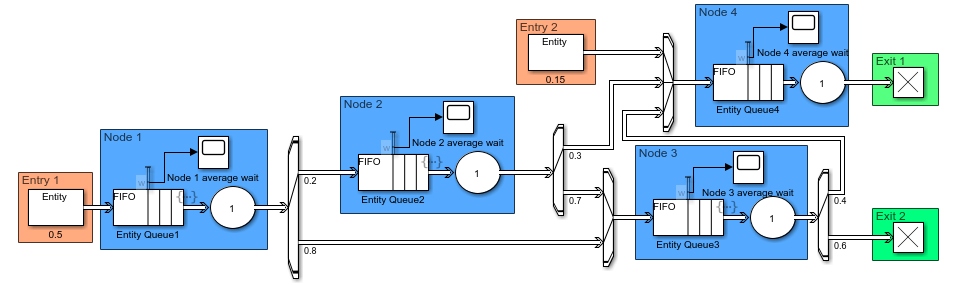 Node 4
Entry 2
Entity
0.15
w
Node 4 average wait
FIFO
1
Entity Queue4
Exit 1
Node 2
w
Node 2 average wait
FIFO
{··}
1
Entity Queue2
0.3
0.7
Node 1
w
Node 1 average wait
FIFO
{··}
1
Entity Queue1
Entry 1
Entity
0.5
0.2
0.8
Node 3
w
Node 3 average wait
FIFO
{··}
1
Entity Queue3
0.4
0.6
Exit 2